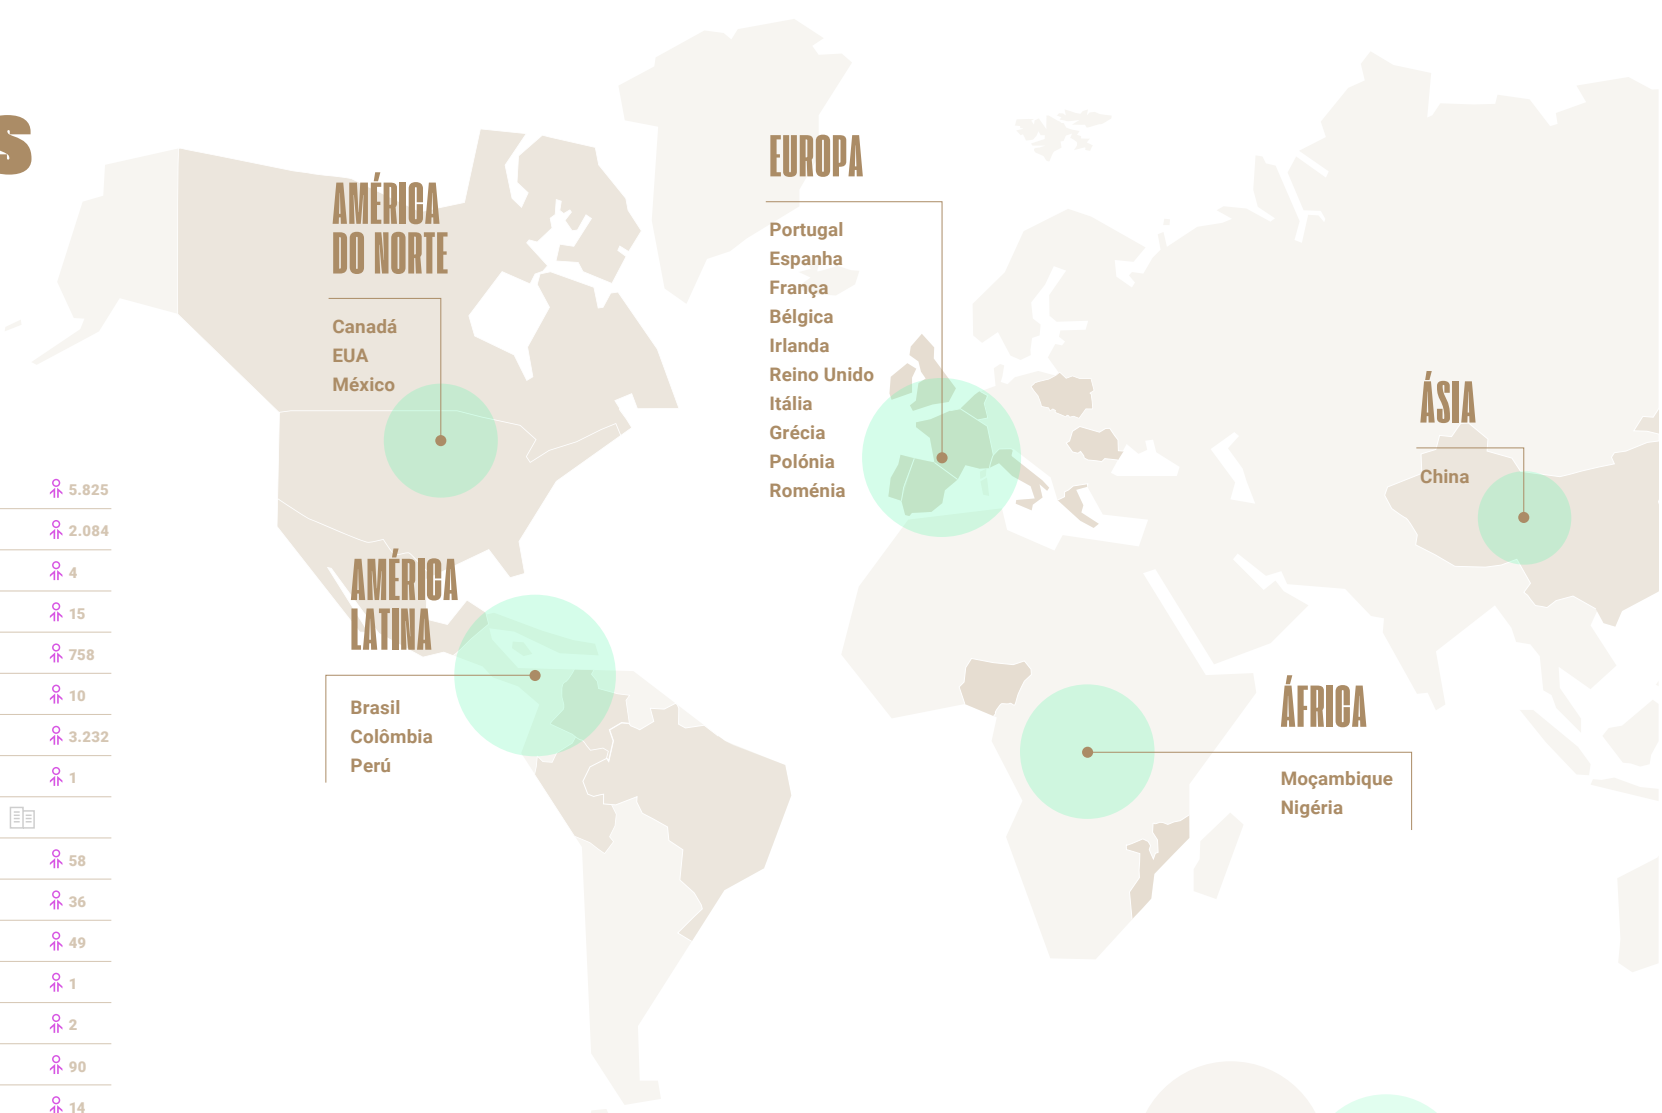 S
AMÉRICA
DO NORTE
Canadá
EUA
México
EUROPA
Portugal
Espanha
França
Bélgica
Irlanda
Reino Unido
Itália
Grécia
Polónia
Roménia
ÁSIA
China
AMÉRICA
LATINA
Brasil
Colômbia
Perú
ÁFRICA
Moçambique
Nigéria
5.825
2.084
4
15
758
10
3.232
1
58
36
49
1
2
90
14